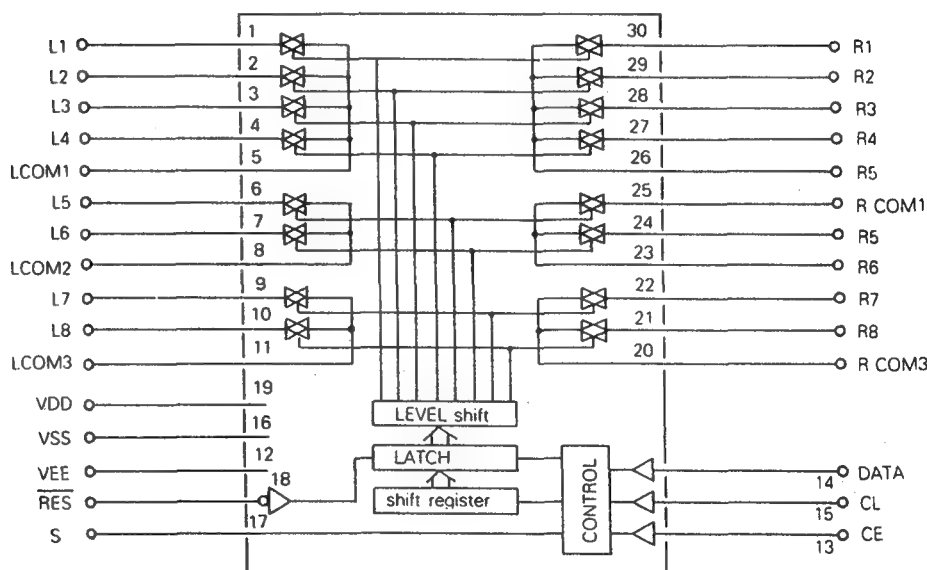 L1 1 30 R1
L2 2 29 R2
L3 3 28 R3
L4 4 27 R4
LCOM1 5 26 R5
L5 6 25 R COM1
L6 7 24 R5
LCOM2 8 23 R6
L7 9 22 R7
L8 10 21 R8
LCOM3 11 20 R COM3
VDD 19
LEVEL shift
VSS 16
VEE 12 LATCH 14 DATA
RES 18 shift register CONTROL 15 CL
S 17 13 CE